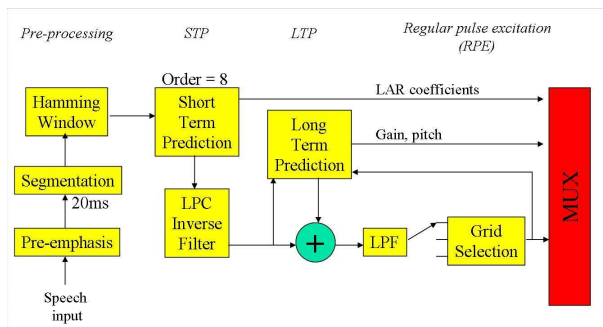 Pre-processing
STP
LTP
Regular pulse excitation
(RPE)
Order = 8
Hamming
Window
Short
Term
Prediction
LAR coefficients
Long
Term
Prediction
Gain, pitch
Segmentation
20ms
LPC
Inverse
Filter
Pre-emphasis
+
LPF
Grid
Selection
MUX
Speech
input